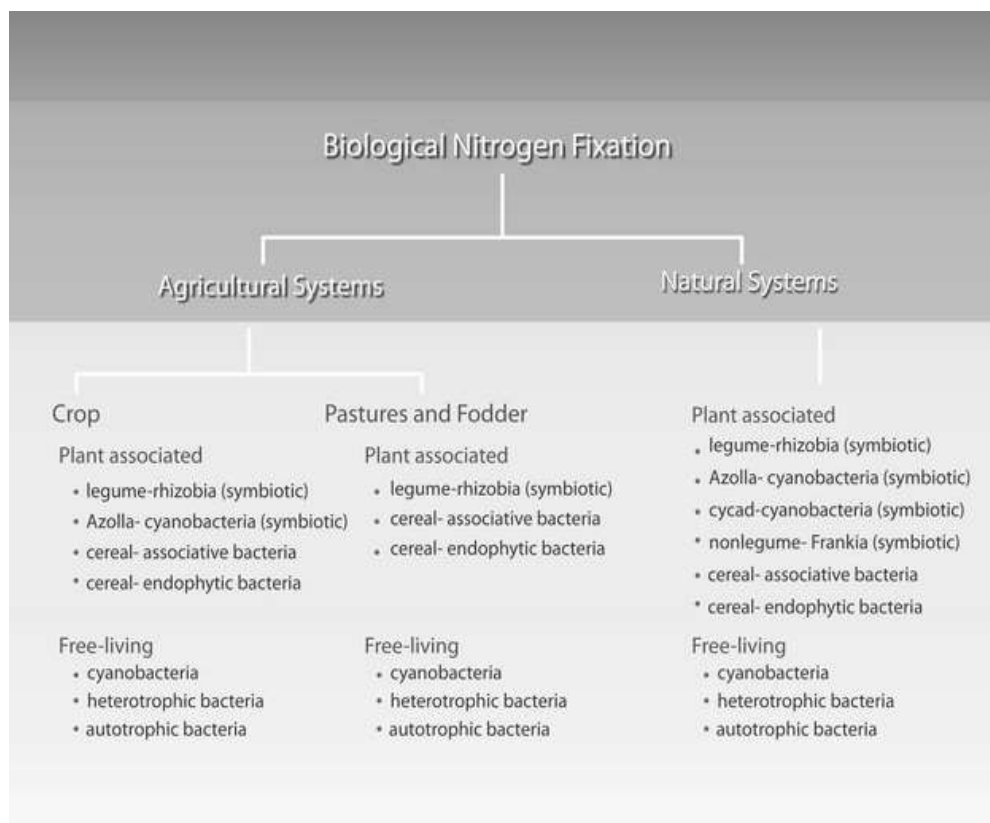 Biological Nitrogen Fixation
Agricultural Systems
Natural Systems
Crop
Plant associated
• legume-rhizobia (symbiotic)
• Azolla- cyanobacteria (symbiotic)
• cereal- associative bacteria
• cereal- endophytic bacteria
Free-living
• cyanobacteria
• heterotrophic bacteria
• autotrophic bacteria
Pastures and Fodder
Plant associated
• legume-rhizobia (symbiotic)
• cereal- associative bacteria
• cereal- endophytic bacteria
Free-living
• cyanobacteria
• heterotrophic bacteria
• autotrophic bacteria
Plant associated
• legume-rhizobia (symbiotic)
• Azolla- cyanobacteria (symbiotic)
• cycad-cyanobacteria (symbiotic)
• nonlegume- Frankia (symbiotic)
• cereal- associative bacteria
• cereal- endophytic bacteria
Free-living
• cyanobacteria
• heterotrophic bacteria
• autotrophic bacteria